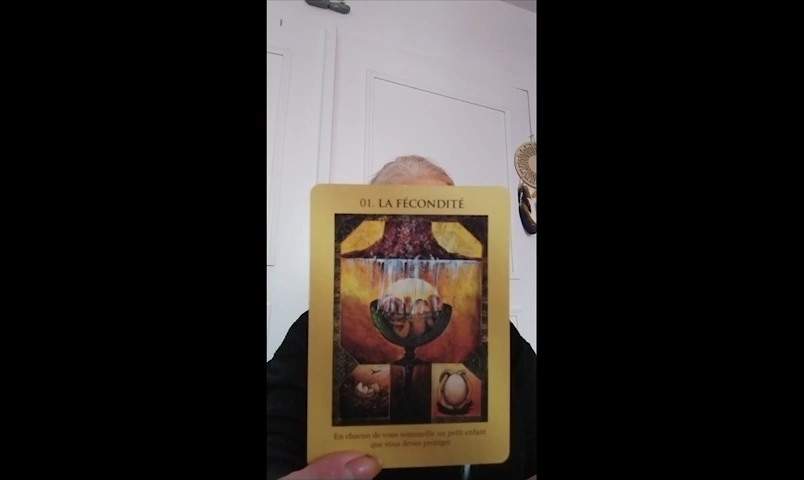 01. LA FÉCONDITÉ
En chacun de vous sommeille un petit enfant
que vous devez protéger